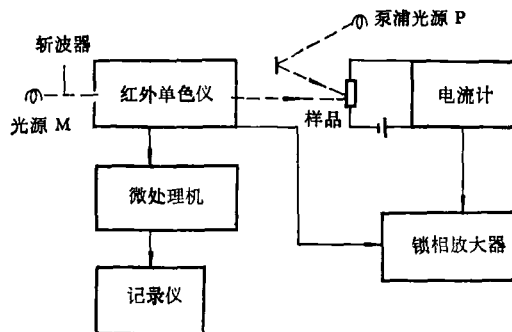 泵浦光源 P
斩波器
红外单色仪
电流计
光源 M
样品
微处理机
锁相放大器
记录仪